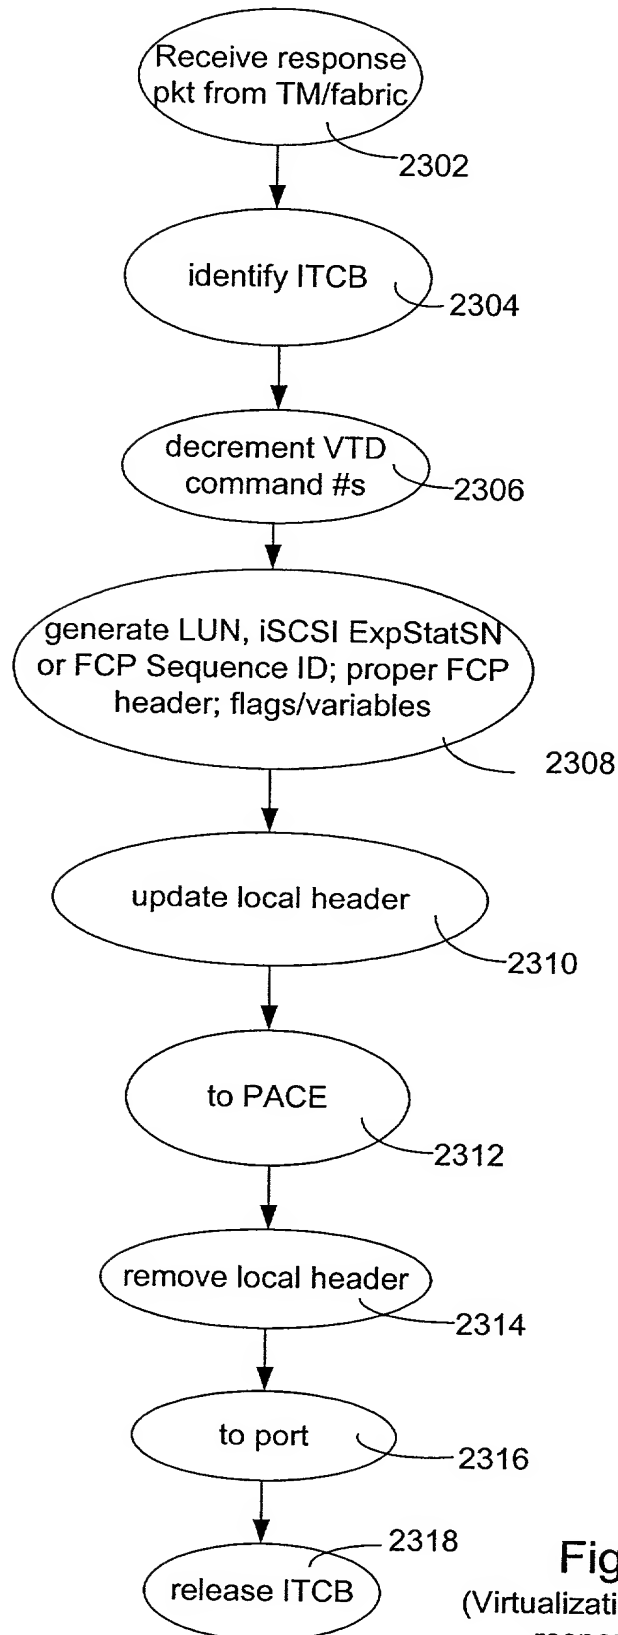 Receive response
pkt from TM/fabric
2302
identify ITCB
2304
decrement VTD
command #s
2306
generate LUN, iSCSI ExpStatSN
or FCP Sequence ID; proper FCP
header; flags/variables
2308
update local header
2310
to PACE
2312
remove local header
2314
to port
2316
2318
release ITCB
Fig